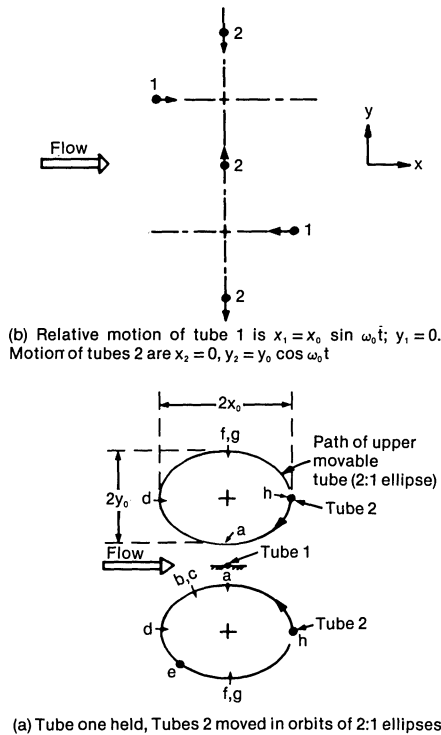 2
1
y
Flow
2
x
1
2
(b) Relative motion of tube 1 is x₁ = x₀ sin ω₀t̄; y₁ = 0.
Motion of tubes 2 are x₂ = 0, y₂ = y₀ cos ω₀t
2x₀
f,g
Path of upper
movable
tube (2:1 ellipse)
2y₀
d
h
Tube 2
a
Flow
Tube 1
b,c
a
d
Tube 2
h
e
f,g
(a) Tube one held, Tubes 2 moved in orbits of 2:1 ellipses